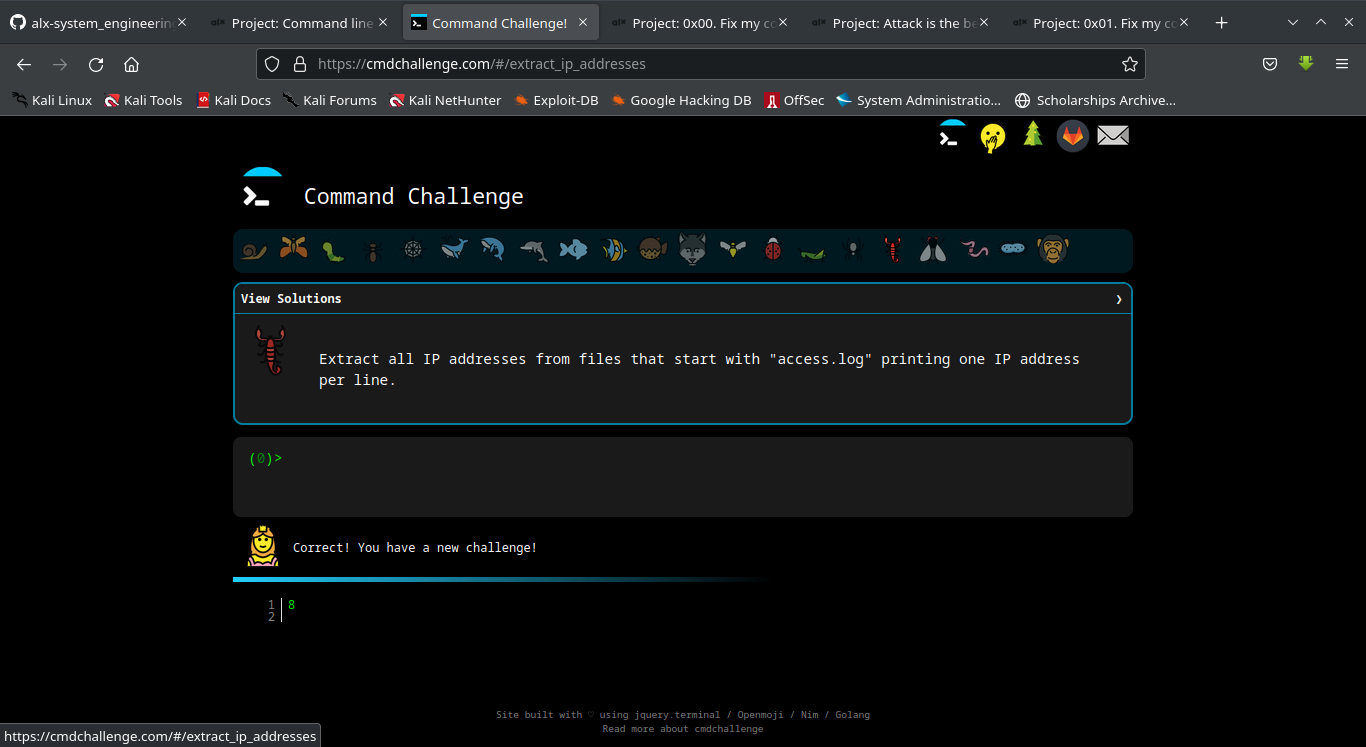 alx-system_engineerin
Project: Command line
Command Challenge!
Project: 0x00. Fix my co
Project: Attack is the be
Project: 0x01. Fix my co
https://cmdchallenge.com/#/extract_ip_addresses
Kali Linux
Kali Tools
Kali Docs
Kali Forums
Kali NetHunter
Exploit-DB
Google Hacking DB
OffSec
System Administratio...
Scholarships Archive...
Command Challenge
View Solutions
Extract all IP addresses from files that start with "access.log" printing one IP address
per line.
(0)>
Correct! You have a new challenge!
1 8
2
Site built with ♡ using jquery.terminal / Openmoji / Nim / Golang
Read more about cmdchallenge
https://cmdchallenge.com/#/extract_ip_addresses